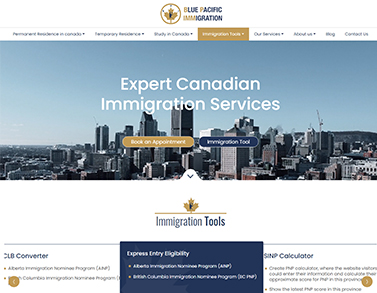 BLUE PACIFIC
IMMIGRATION
Permanent Residence in canada
Temporary Residence
Study in Canada
Immigration Tools
Our Services
About us
Blog
Contact Us
Expert Canadian
Immigration Services
Book an Appointment
Immigration Tool
Immigration Tools
CLB Converter
Alberta Immigration Nominee Program (AINP)
British Columbia Immigration Nominee Program (
Express Entry Eligibility
Alberta Immigration Nominee Program (AINP)
British Columbia Immigration Nominee Program (BC PNP)
SINP Calculator
Create PNP calculator, where the website visitors
could enter their information and calculate their
approximate score for PNP in this province
Show the latest PNP score in this province